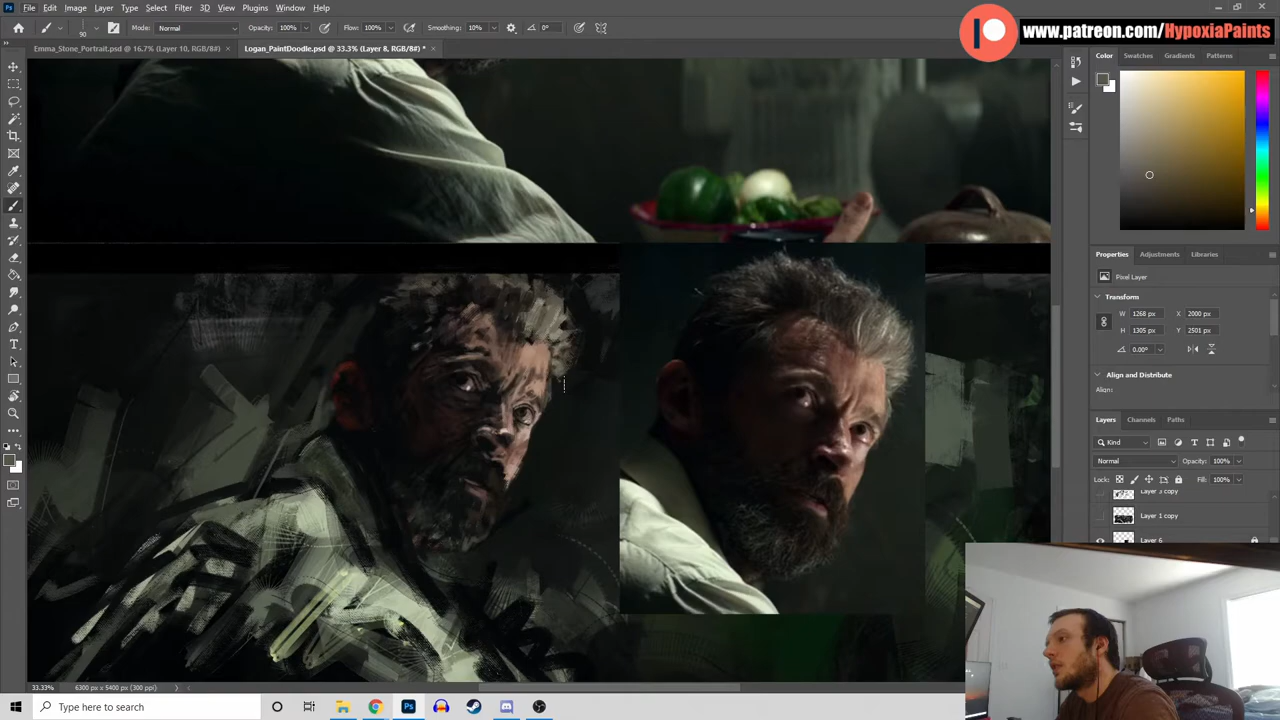 File Edit Image Layer Type Select Filter 3D View Plugins Window Help
www.patreon.com/HypoxiaPaints
90 Mode: Normal Opacity: 100% Flow: 100% Smoothing: 10% 0°
Emma_Stone_Portrait.psd @ 16.7% (Layer 10, RGB/8#) × Logan_PaintDoodle.psd @ 33.3% (Layer 8, RGB/8#) * ×
Color Swatches Gradients Patterns
Properties Adjustments Libraries
Pixel Layer
Transform
W 1268 px X 2000 px
H 1305 px Y 2501 px
0.00°
Align and Distribute
Align:
Layers Channels Paths
Kind
Normal Opacity: 100%
Lock: Fill: 100%
Layer 3 copy
Layer 1 copy
Layer 6
33.33% 6300 px x 5400 px (300 ppi)
Type here to search